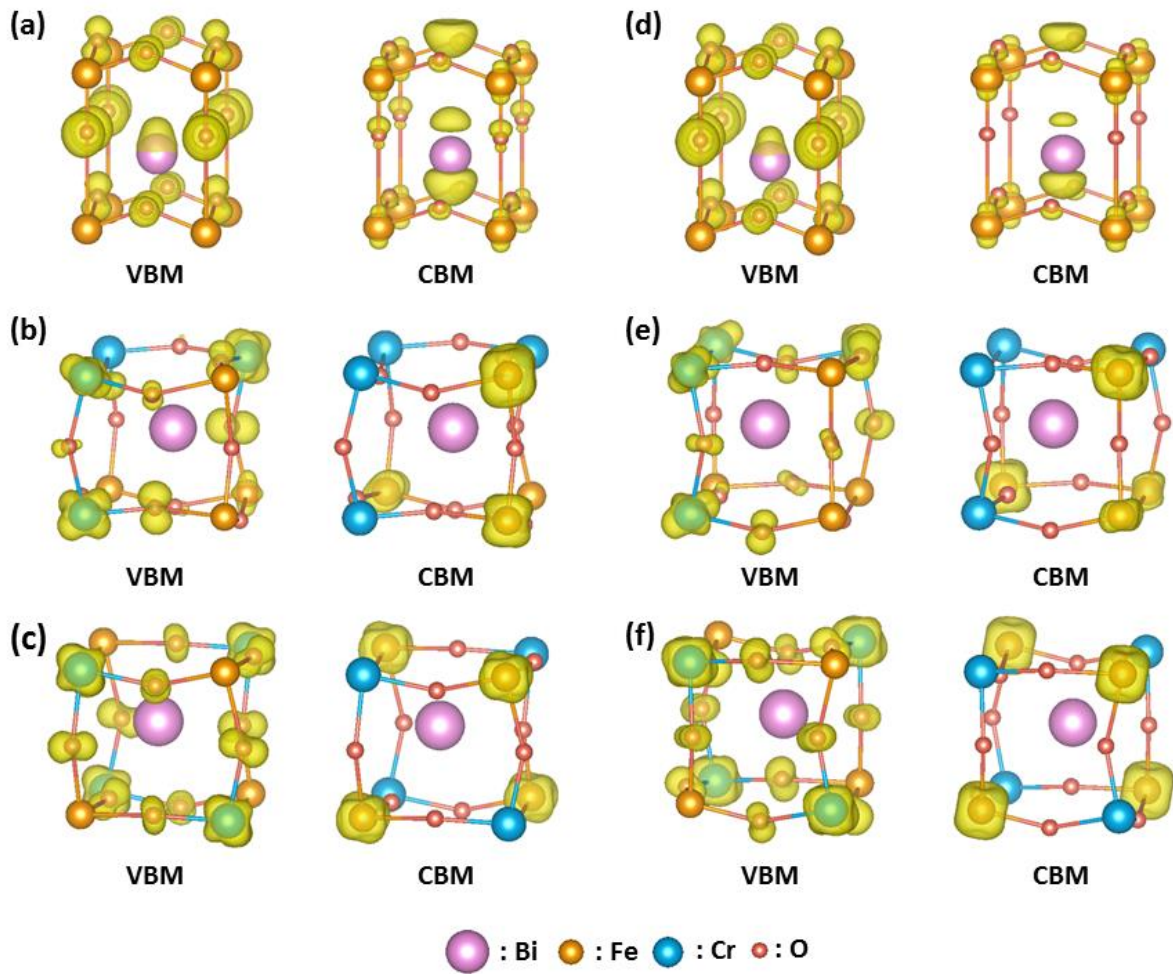 (a) (d)
VBM CBM VBM CBM
(b) (e)
VBM CBM VBM CBM
(c) (f)
VBM CBM VBM CBM
: Bi : Fe : Cr : O